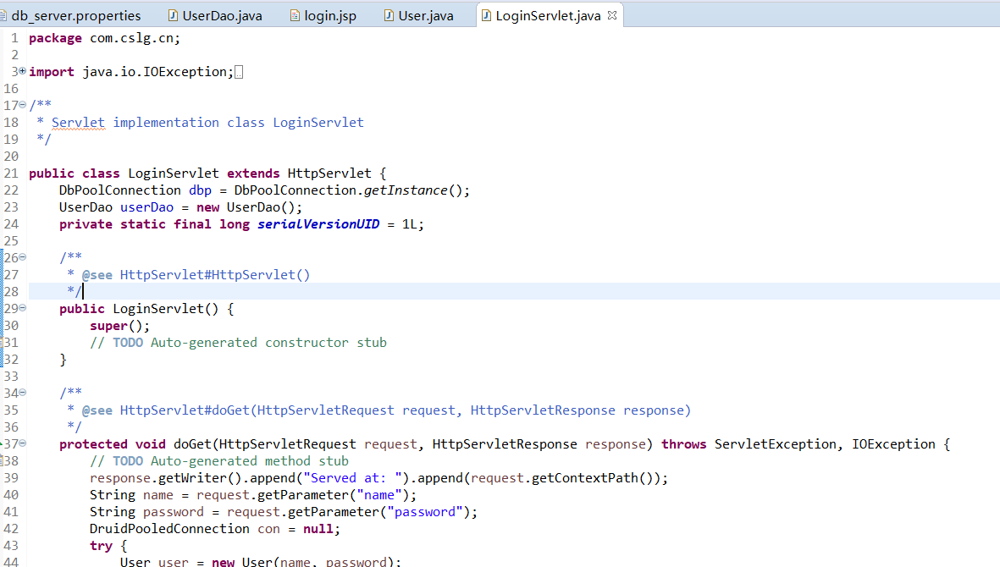 db_server.properties UserDao.java login.jsp User.java LoginServlet.java
1 package com.cslg.cn;
2
3 import java.io.IOException;
16
17 /**
18 * Servlet implementation class LoginServlet
19 */
20
21 public class LoginServlet extends HttpServlet {
22 DbPoolConnection dbp = DbPoolConnection.getInstance();
23 UserDao userDao = new UserDao();
24 private static final long serialVersionUID = 1L;
25
26 /**
27 * @see HttpServlet#HttpServlet()
28 */
29 public LoginServlet() {
30 super();
31 // TODO Auto-generated constructor stub
32 }
33
34 /**
35 * @see HttpServlet#doGet(HttpServletRequest request, HttpServletResponse response)
36 */
37 protected void doGet(HttpServletRequest request, HttpServletResponse response) throws ServletException, IOException {
38 // TODO Auto-generated method stub
39 response.getWriter().append("Served at: ").append(request.getContextPath());
40 String name = request.getParameter("name");
41 String password = request.getParameter("password");
42 DruidPooledConnection con = null;
43 try {
44 User user = new User(name, password);